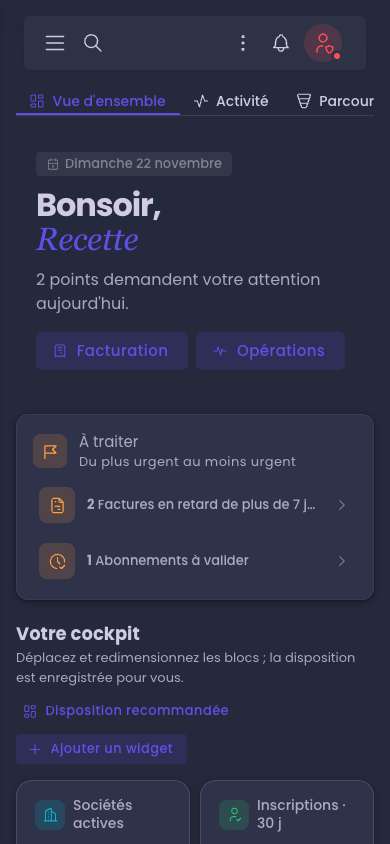 Vue d'ensemble
Activité
Parcour
Dimanche 22 novembre
Bonsoir,
Recette
2 points demandent votre attention
aujourd'hui.
Facturation
Opérations
À traiter
Du plus urgent au moins urgent
2 Factures en retard de plus de 7 j...
1 Abonnements à valider
Votre cockpit
Déplacez et redimensionnez les blocs ; la disposition
est enregistrée pour vous.
Disposition recommandée
Ajouter un widget
Sociétés
actives
Inscriptions ·
30 j